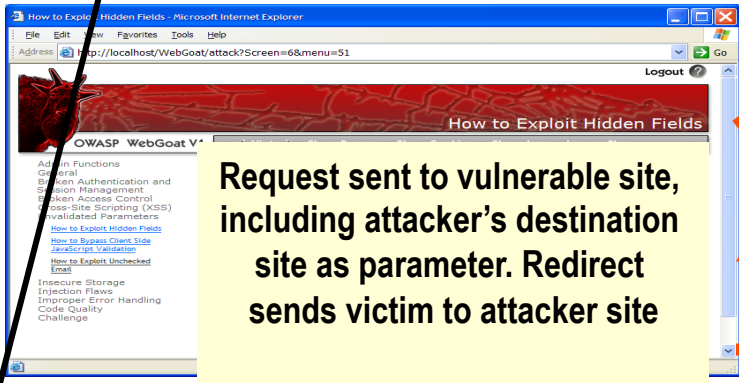 How to Exploit Hidden Fields - Microsoft Internet Explorer
File Edit View Favorites Tools Help
Address http://localhost/WebGoat/attack?Screen=6&menu=51 Go
Logout ?
How to Exploit Hidden Fields
OWASP WebGoat
Admin Functions
General
Broken Authentication and
Session Management
Broken Access Control
Cross-Site Scripting (XSS)
Unvalidated Parameters
How to Exploit Hidden Fields
How to Bypass Client Side
JavaScript Validation
How to Exploit Unchecked
Email
Insecure Storage
Injection Flaws
Improper Error Handling
Code Quality
Challenge
Request sent to vulnerable site,
including attacker’s destination
site as parameter. Redirect
sends victim to attacker site